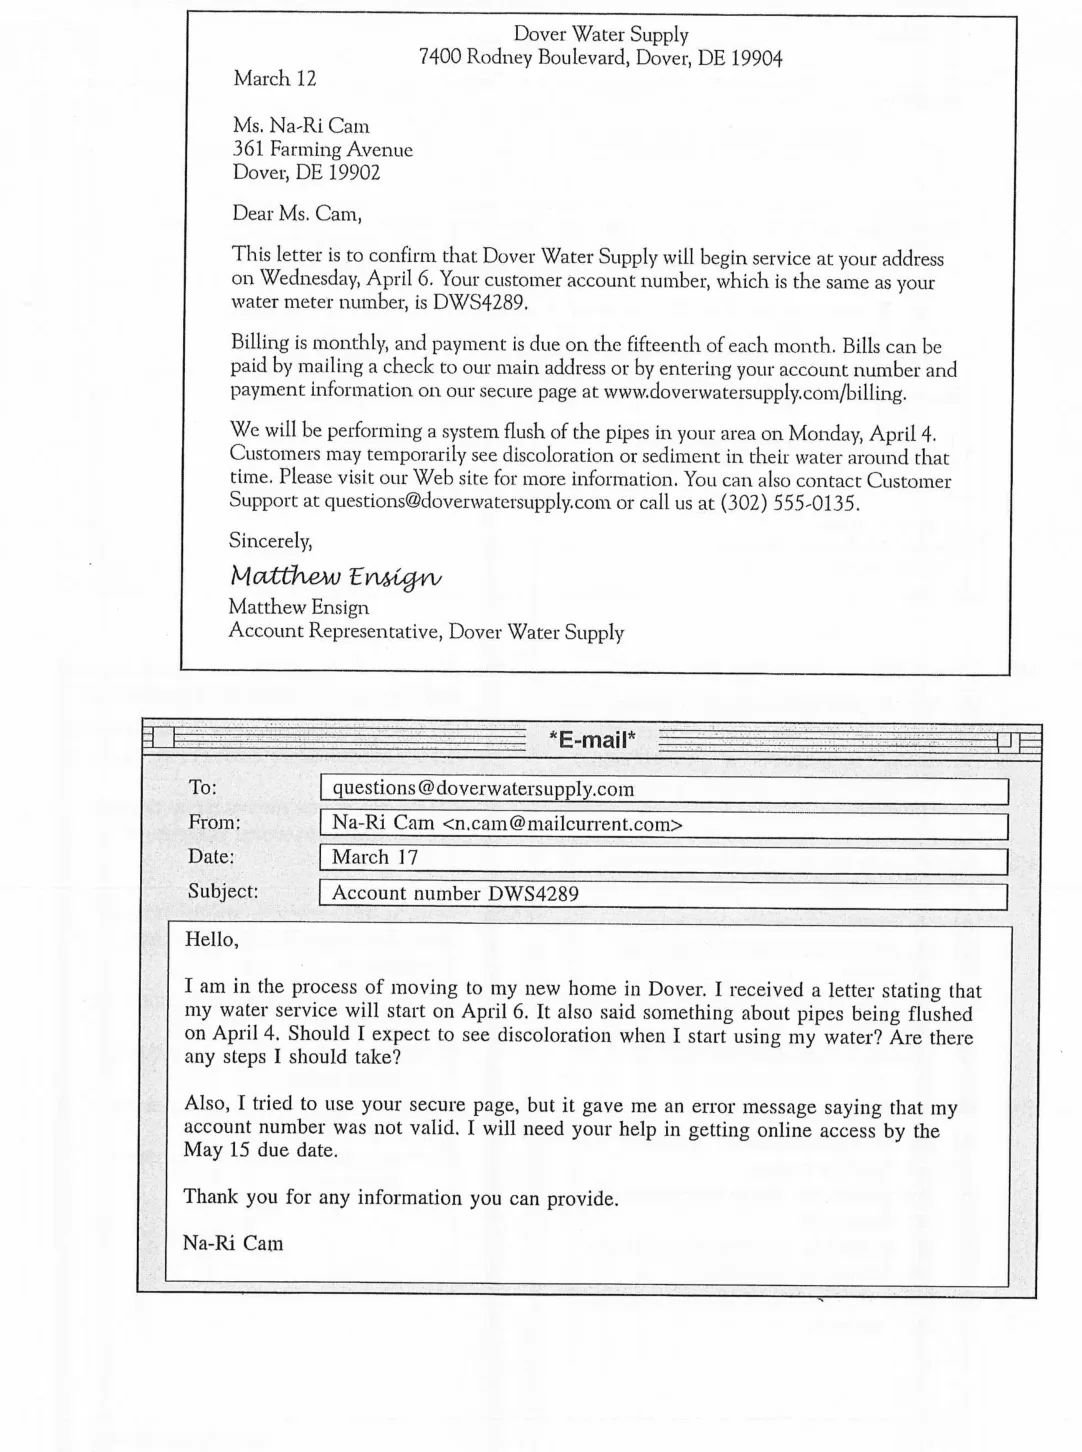 Dover Water Supply
7400 Rodney Boulevard, Dover, DE 19904
March 12
Ms. Na-Ri Cam
361 Farming Avenue
Dover, DE 19902
Dear Ms. Cam,
This letter is to confirm that Dover Water Supply will begin service at your address
on Wednesday, April 6. Your customer account number, which is the same as your
water meter number, is DWS4289.
Billing is monthly, and payment is due on the fifteenth of each month. Bills can be
paid by mailing a check to our main address or by entering your account number and
payment information on our secure page at www.doverwatersupply.com/billing.
We will be performing a system flush of the pipes in your area on Monday, April 4.
Customers may temporarily see discoloration or sediment in their water around that
time. Please visit our Web site for more information. You can also contact Customer
Support at questions@doverwatersupply.com or call us at (302) 555-0135.
Sincerely,
Matthew Ensign
Matthew Ensign
Account Representative, Dover Water Supply
*E-mail*
To: questions@doverwatersupply.com
From: Na-Ri Cam <n.cam@mailcurrent.com>
Date: March 17
Subject: Account number DWS4289
Hello,
I am in the process of moving to my new home in Dover. I received a letter stating that
my water service will start on April 6. It also said something about pipes being flushed
on April 4. Should I expect to see discoloration when I start using my water? Are there
any steps I should take?
Also, I tried to use your secure page, but it gave me an error message saying that my
account number was not valid. I will need your help in getting online access by the
May 15 due date.
Thank you for any information you can provide.
Na-Ri Cam